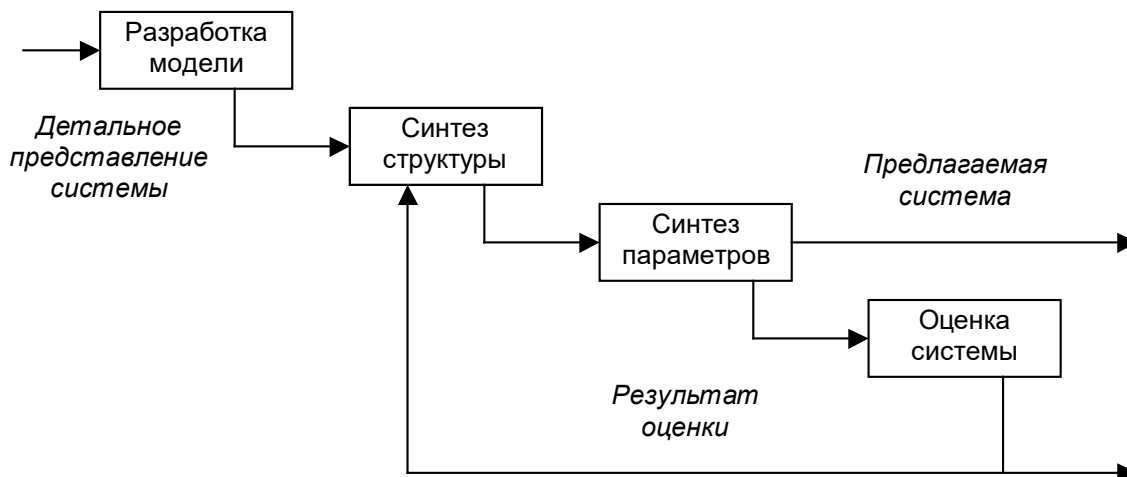 Разработка
модели
Детальное
представление
системы
Синтез
структуры
Предлагаемая
система
Синтез
параметров
Оценка
системы
Результат
оценки